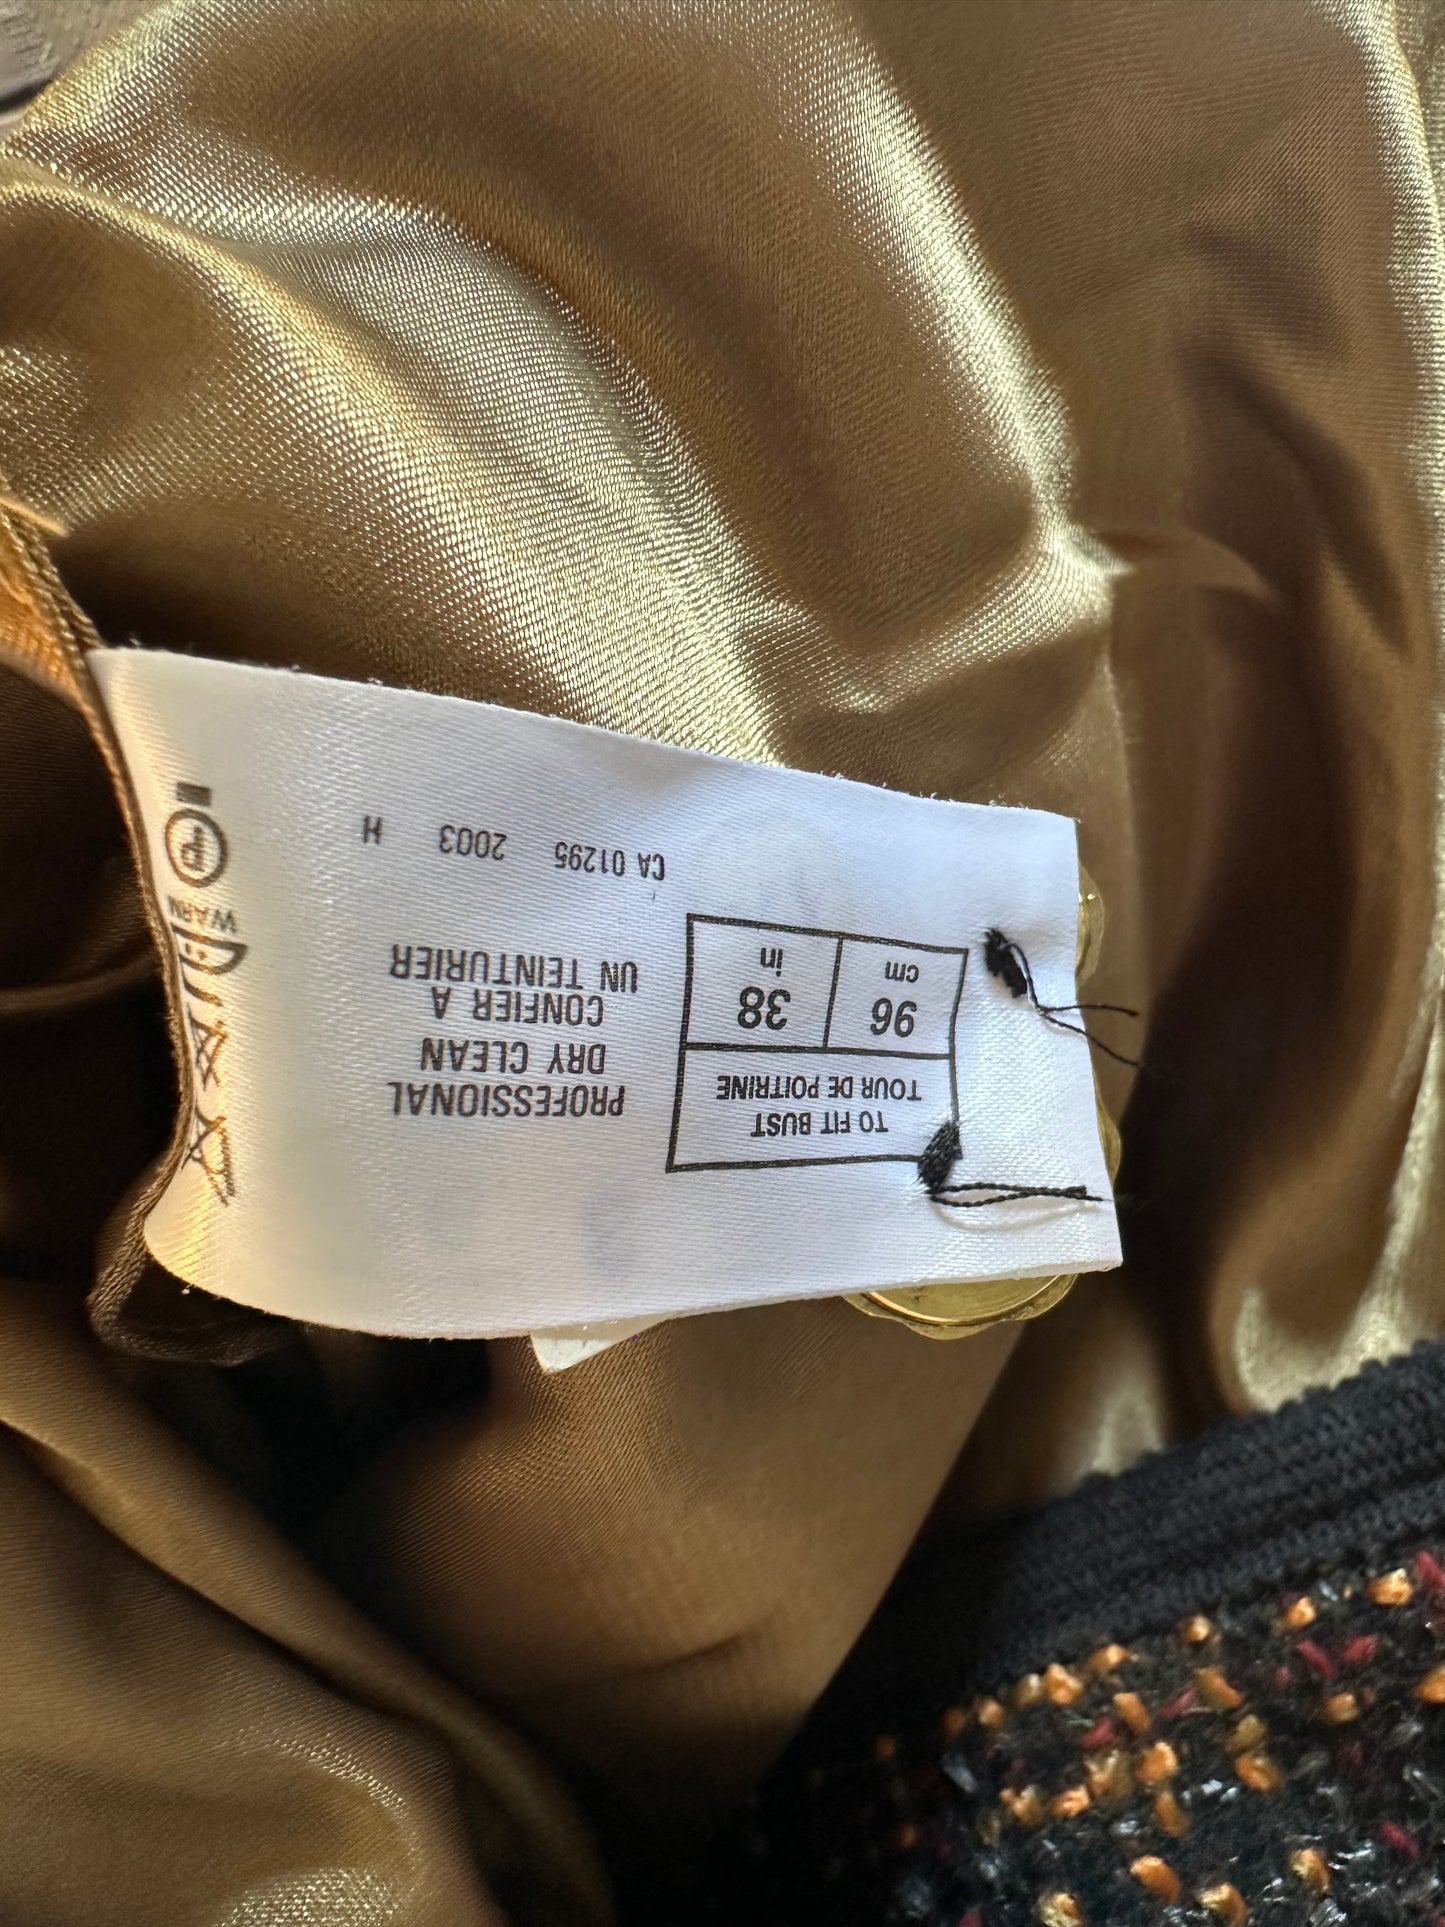 TO FIT BUST
TOUR DE POITRINE
96 38
cm in
PROFESSIONAL
DRY CLEAN
CONFIER A
UN TEINTURIER
CA 01295 2003 H
WARM
P